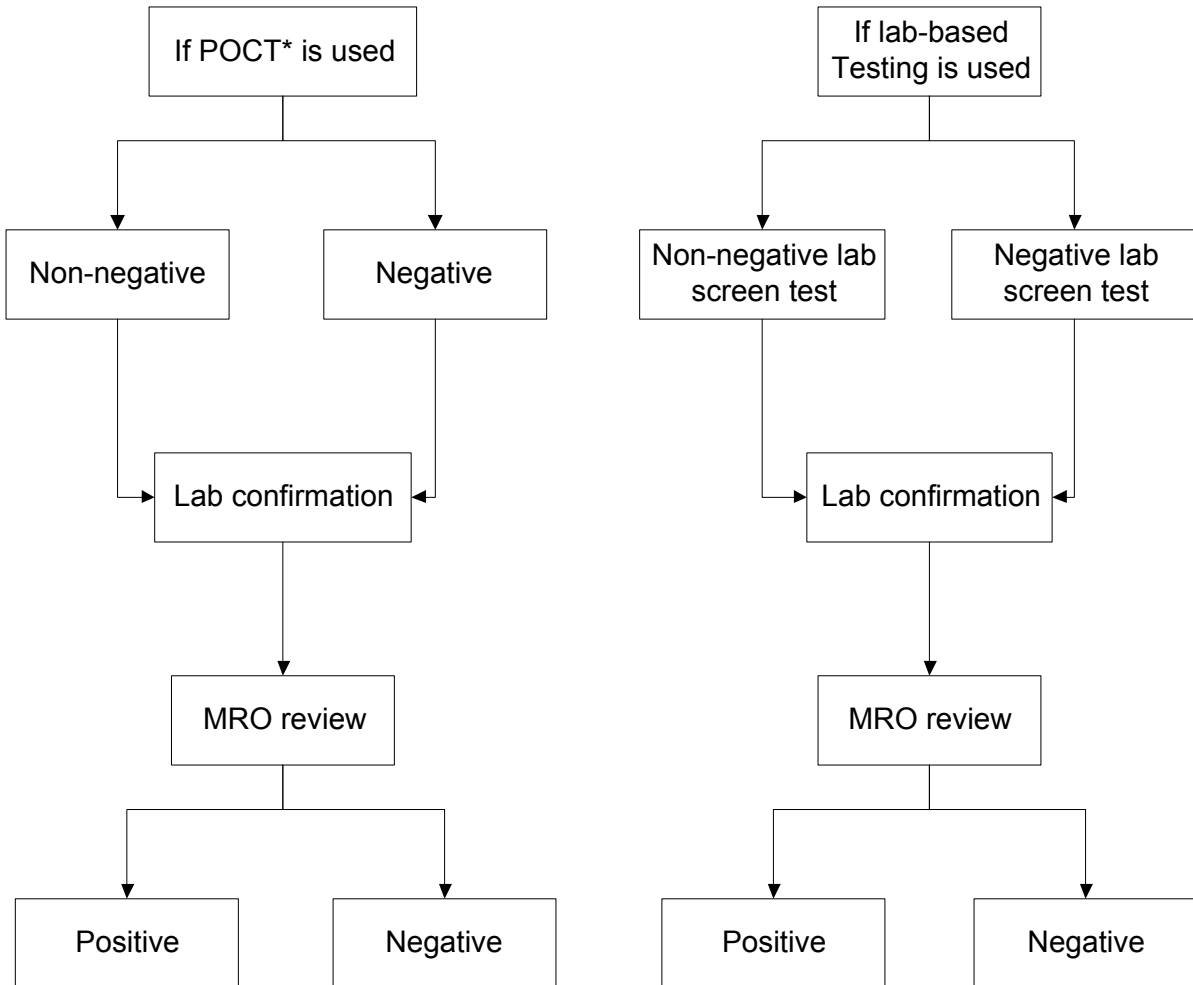 If POCT* is used
If lab-based
Testing is used
Non-negative
Negative
Non-negative lab
screen test
Negative lab
screen test
Lab confirmation
Lab confirmation
MRO review
MRO review
Positive
Negative
Positive
Negative